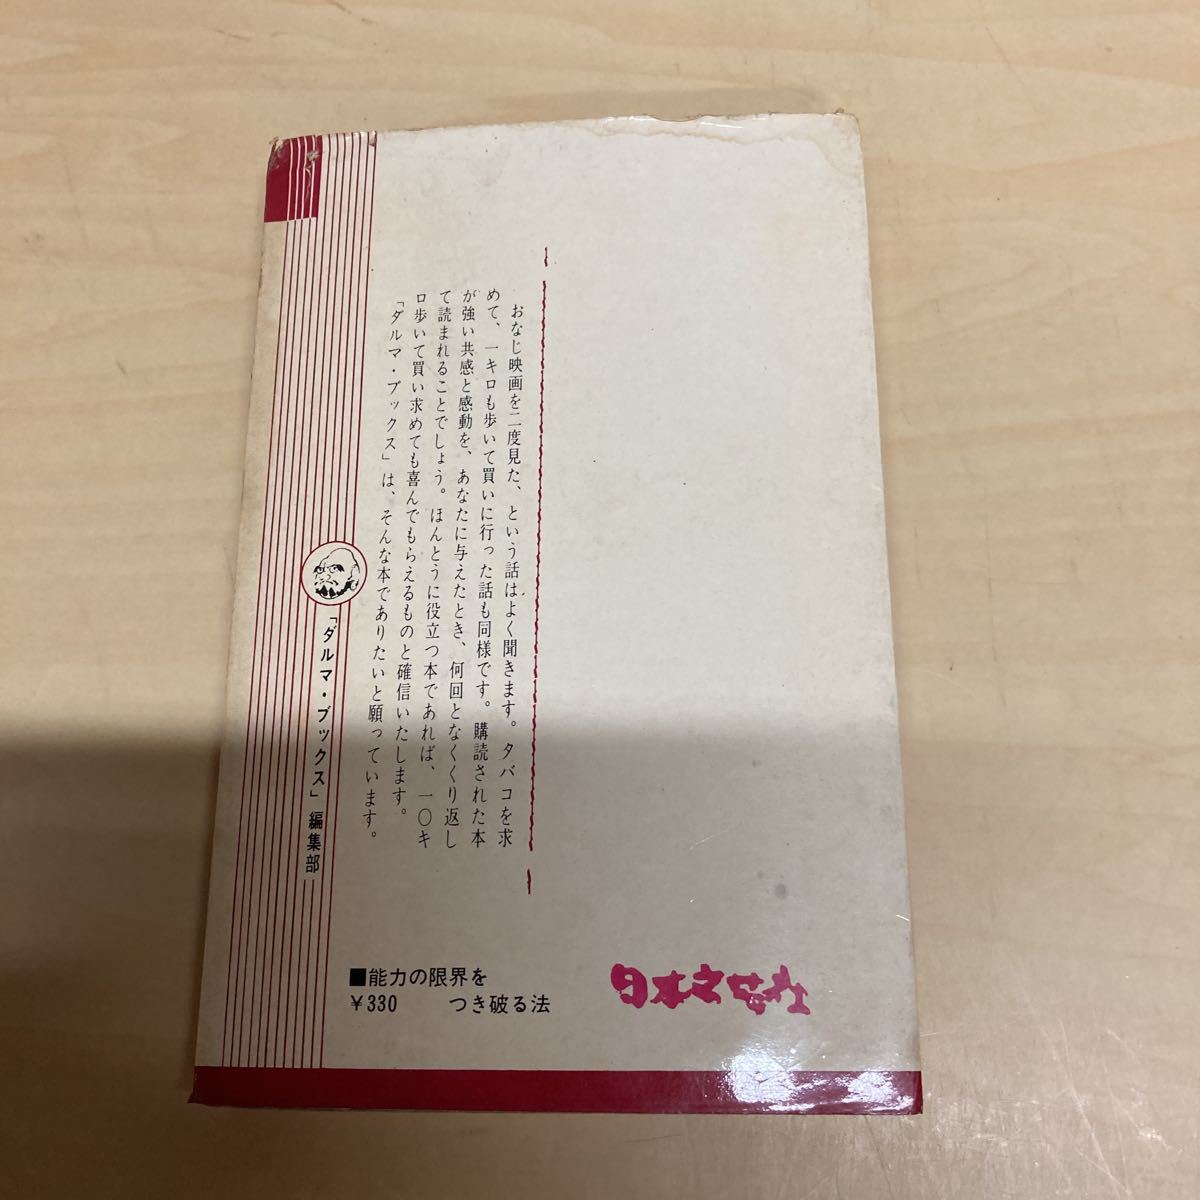 おなじ映画を二度見た、という話はよく聞きます。タバコを求
めて、一キロも歩いて買いに行った話も同様です。購読された本
が強い共感と感動を、あなたに与えたとき、何回となくくり返し
て読まれることでしょう。ほんとうに役立つ本であれば、一〇キ
ロ歩いて買い求めても喜んでもらえるものと確信いたします。
「ダルマ・ブックス」は、そんな本でありたいと願っています。
「ダルマ・ブックス」編集部
■能力の限界を
つき破る法
¥330
日本文芸社